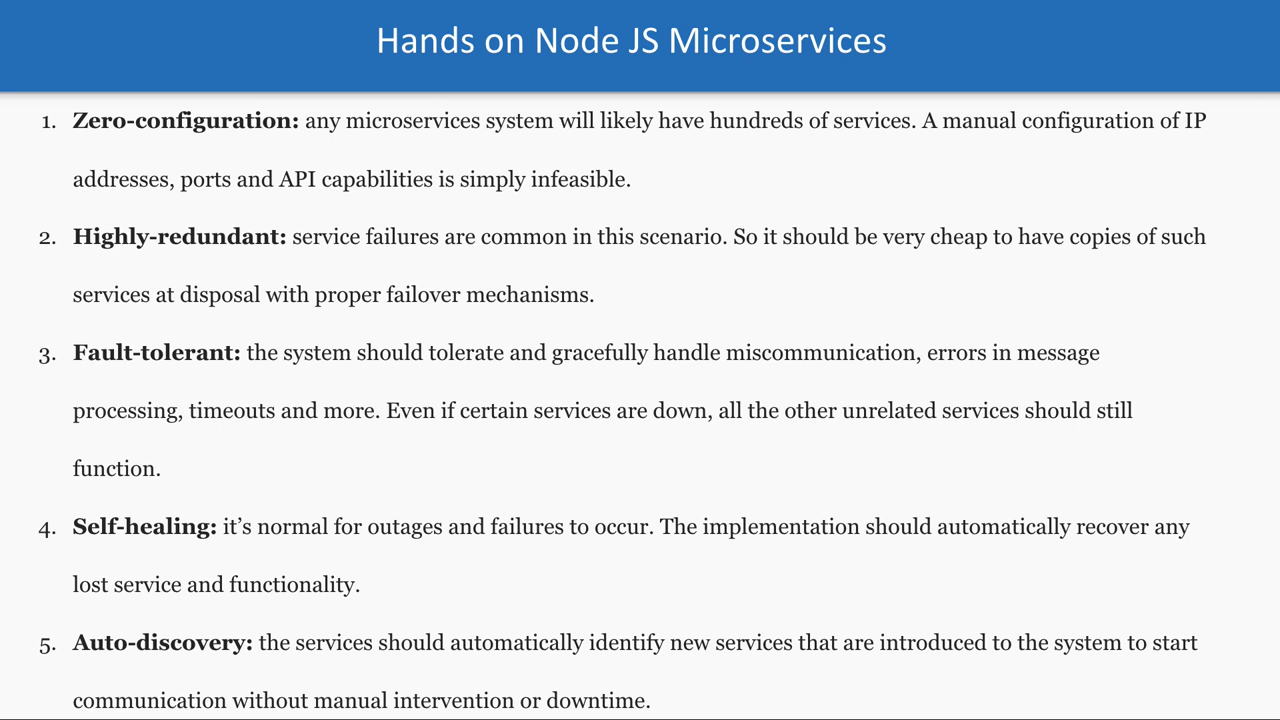 Hands on Node JS Microservices
1. Zero-configuration: any microservices system will likely have hundreds of services. A manual configuration of IP
addresses, ports and API capabilities is simply infeasible.
2. Highly-redundant: service failures are common in this scenario. So it should be very cheap to have copies of such
services at disposal with proper failover mechanisms.
3. Fault-tolerant: the system should tolerate and gracefully handle miscommunication, errors in message
processing, timeouts and more. Even if certain services are down, all the other unrelated services should still
function.
4. Self-healing: it’s normal for outages and failures to occur. The implementation should automatically recover any
lost service and functionality.
5. Auto-discovery: the services should automatically identify new services that are introduced to the system to start
communication without manual intervention or downtime.